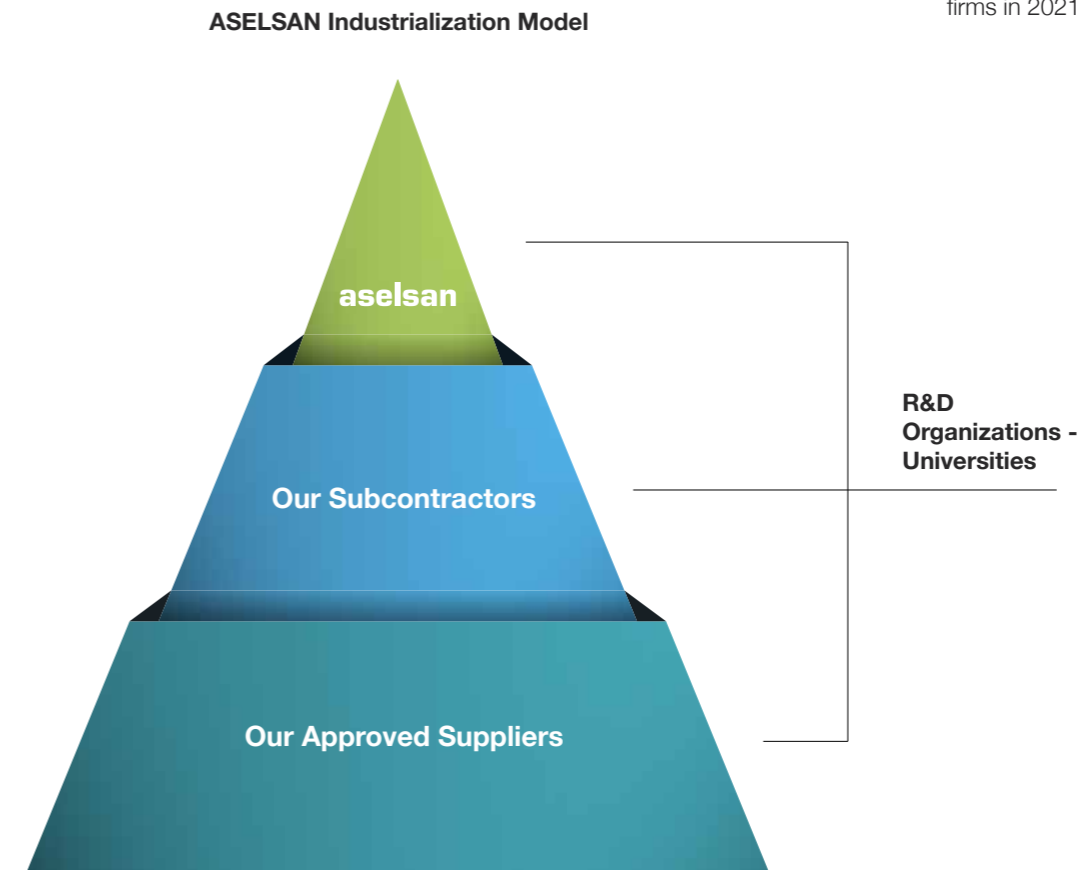 firms in 2021
ASELSAN Industrialization Model
aselsan
R&D
Organizations -
Universities
Our Subcontractors
Our Approved Suppliers